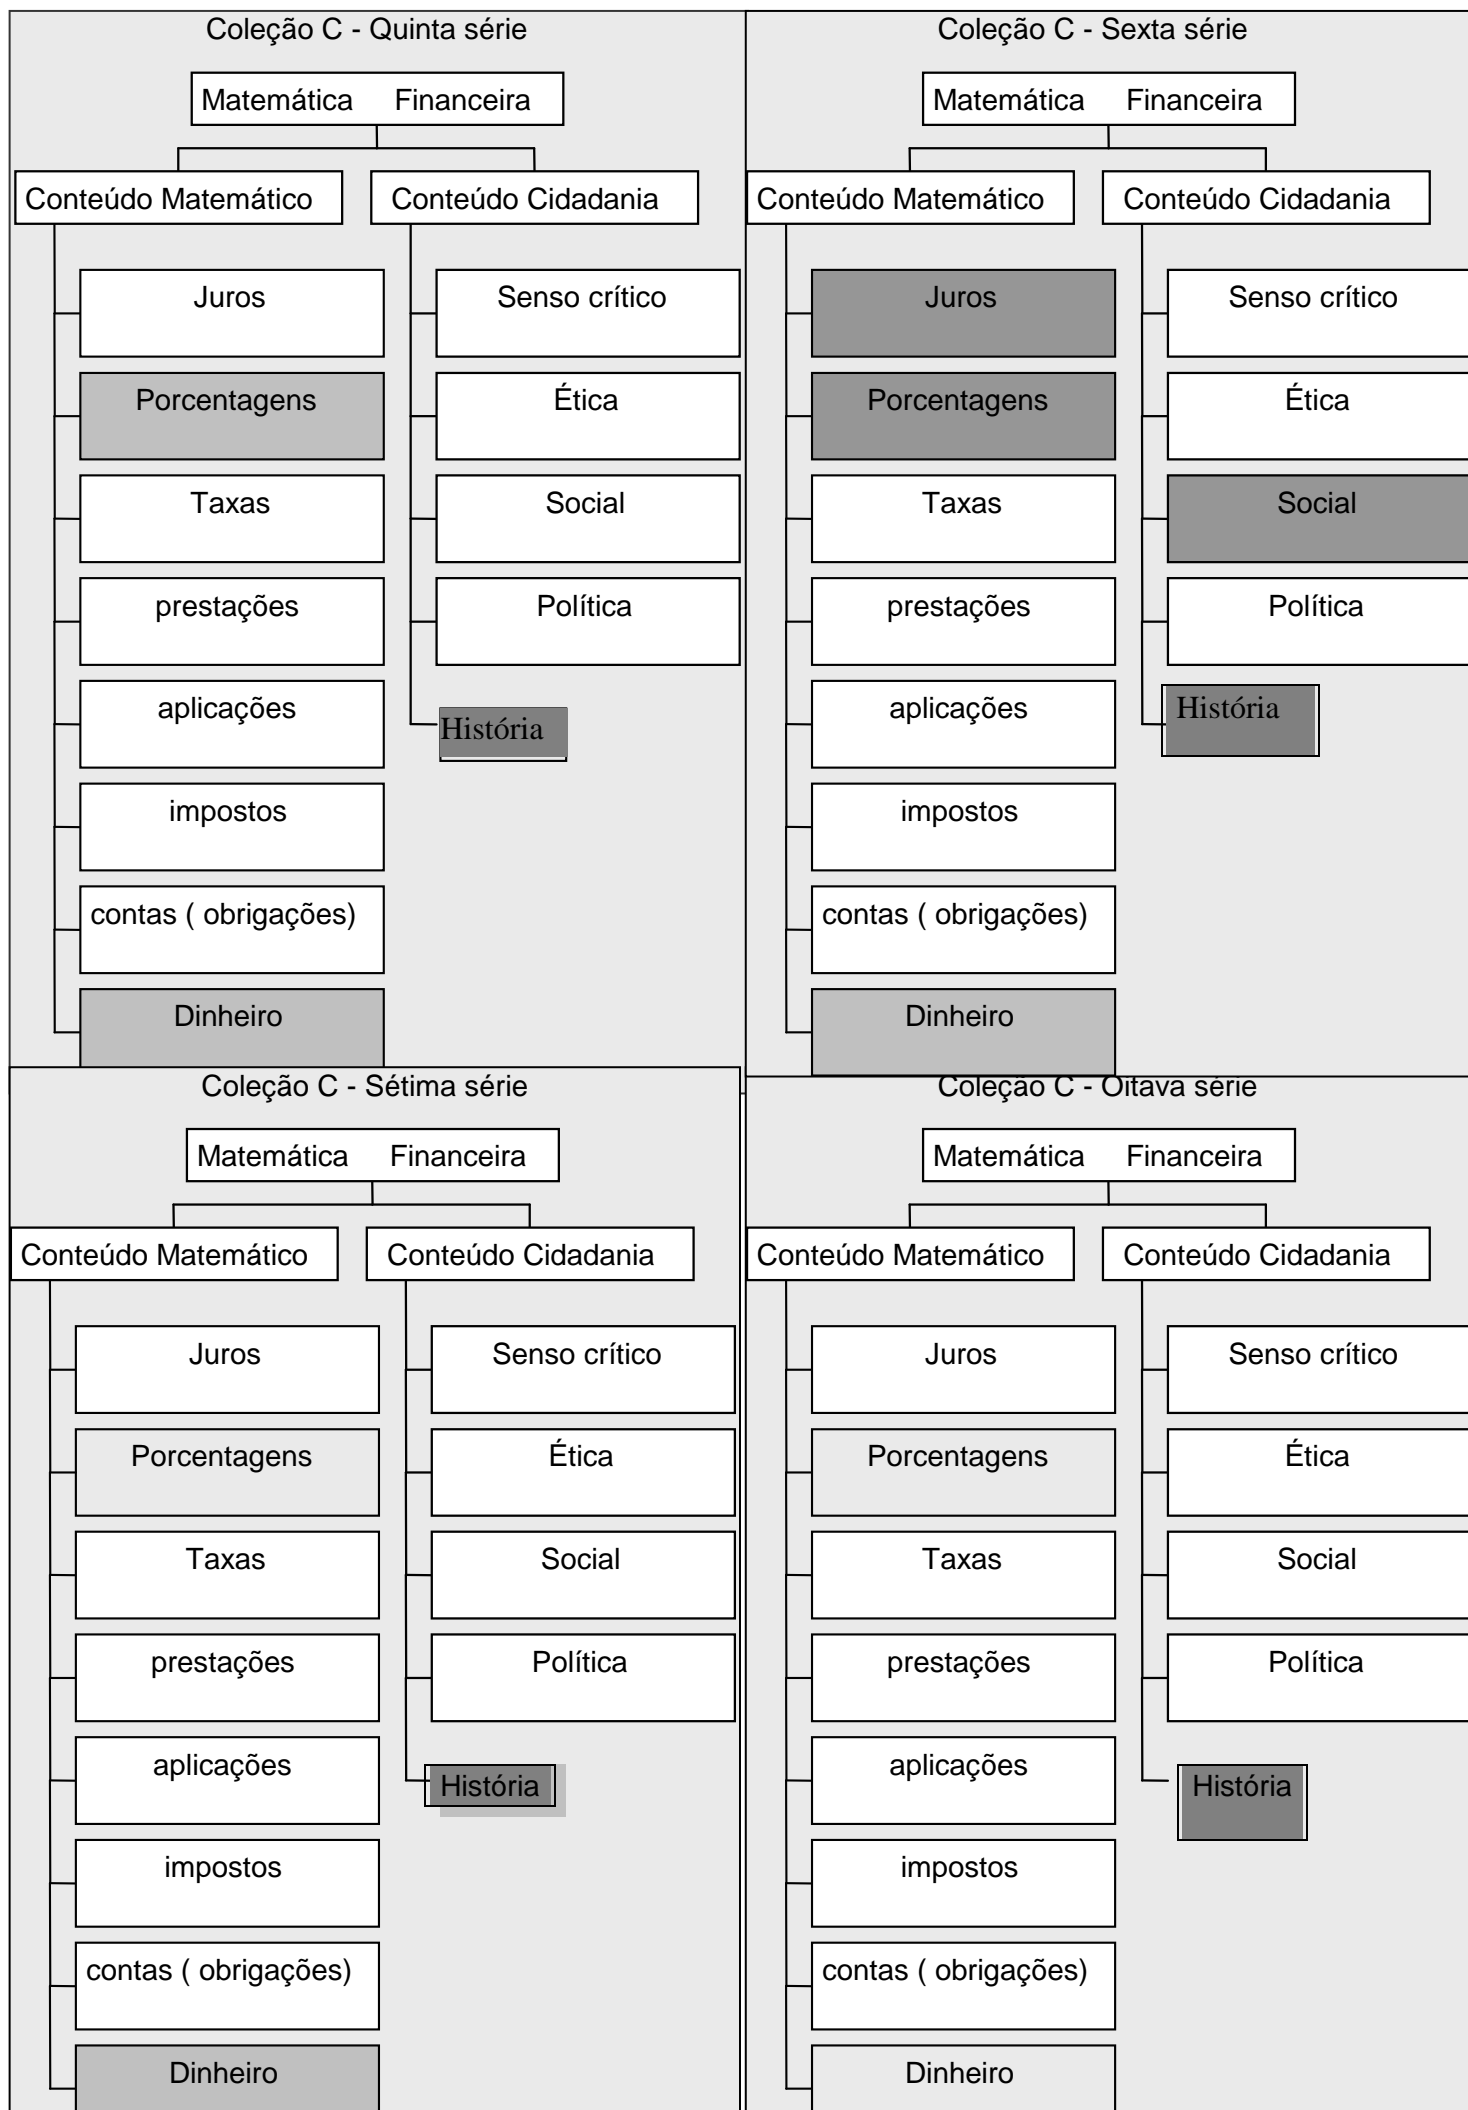 Coleção C - Quinta série
Matemática Financeira
Conteúdo Matemático
Conteúdo Cidadania
Juros
Porcentagens
Taxas
prestações
aplicações
impostos
contas ( obrigações)
Dinheiro
Senso crítico
Ética
Social
Política
História
Coleção C - Sexta série
Matemática Financeira
Conteúdo Matemático
Conteúdo Cidadania
Juros
Porcentagens
Taxas
prestações
aplicações
impostos
contas ( obrigações)
Dinheiro
Senso crítico
Ética
Social
Política
História
Coleção C - Sétima série
Matemática Financeira
Conteúdo Matemático
Conteúdo Cidadania
Juros
Porcentagens
Taxas
prestações
aplicações
impostos
contas ( obrigações)
Dinheiro
Senso crítico
Ética
Social
Política
História
Coleção C - Oitava série
Matemática Financeira
Conteúdo Matemático
Conteúdo Cidadania
Juros
Porcentagens
Taxas
prestações
aplicações
impostos
contas ( obrigações)
Dinheiro
Senso crítico
Ética
Social
Política
História